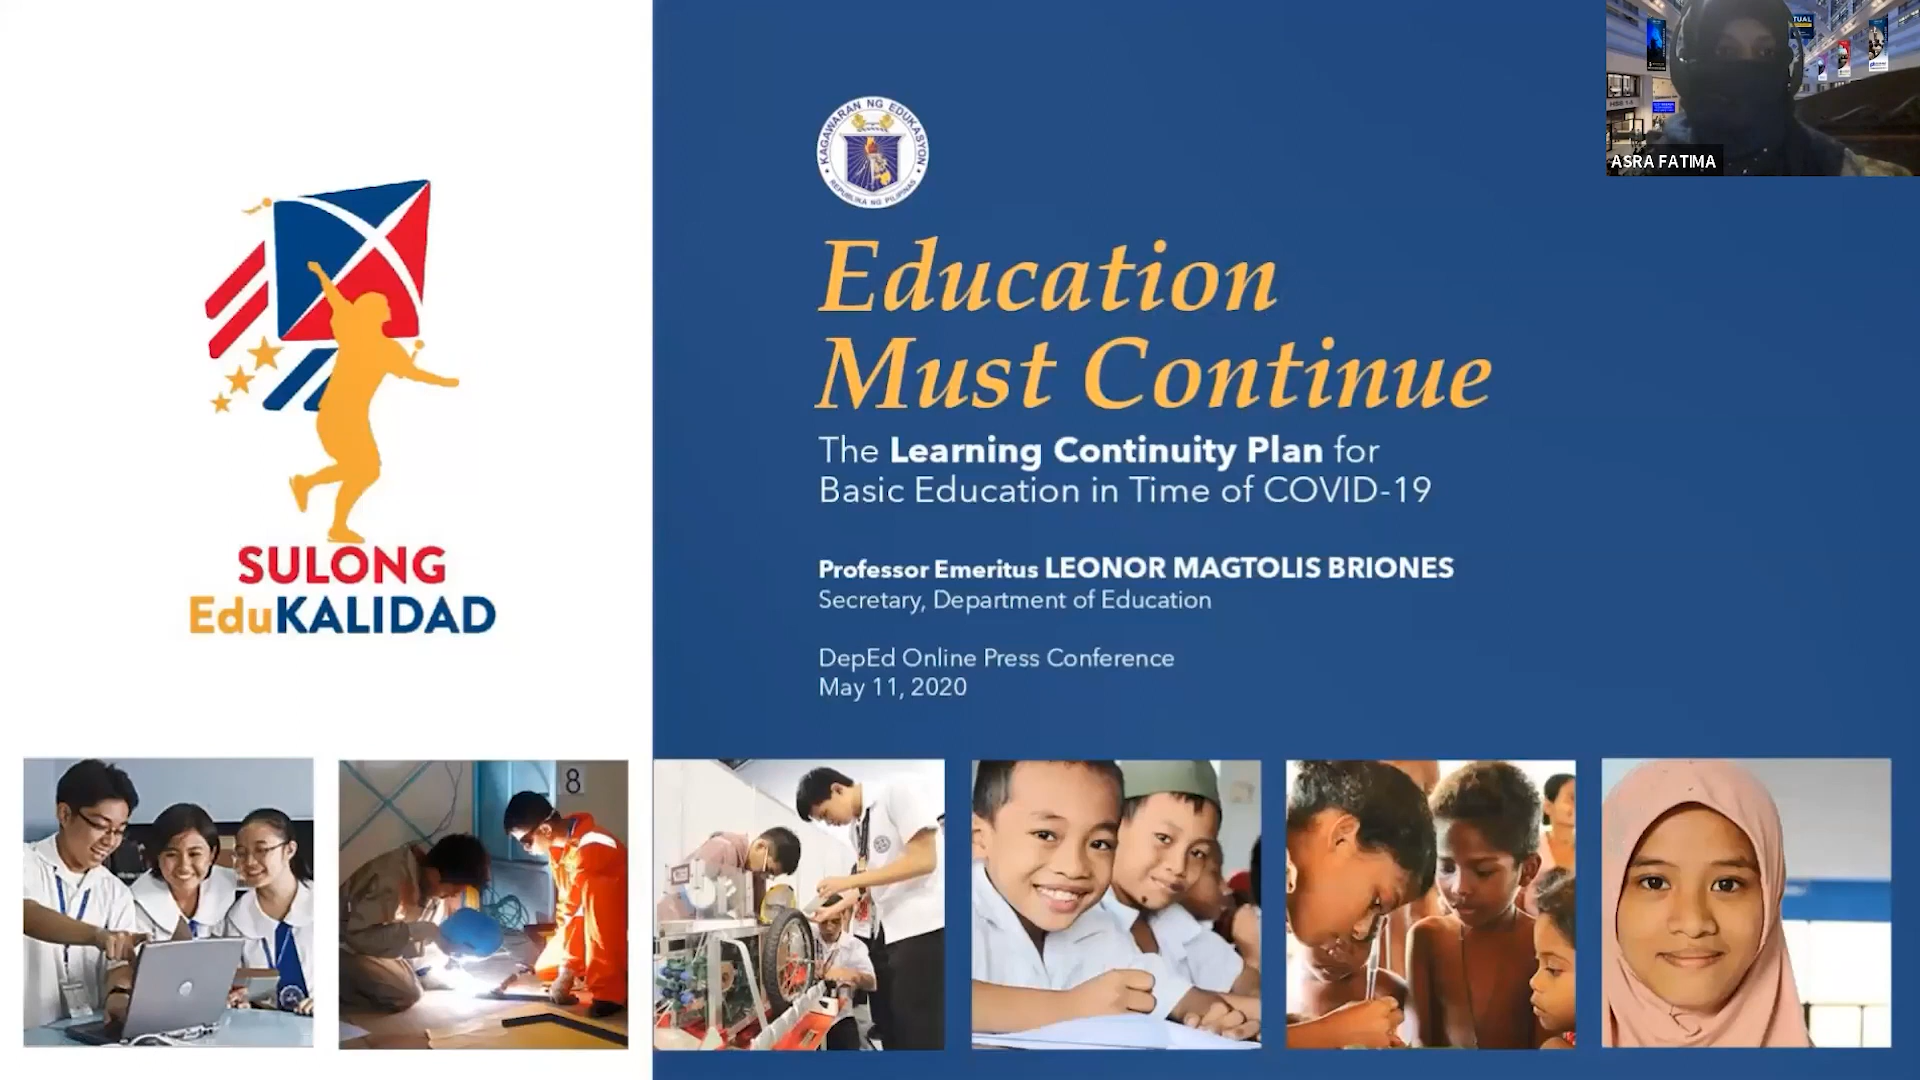 KAGAWARAN NG EDUKASYON
REPUBLIKA NG PILIPINAS
Education
Must Continue
The Learning Continuity Plan for
Basic Education in Time of COVID-19
Professor Emeritus LEONOR MAGTOLIS BRIONES
Secretary, Department of Education
DepEd Online Press Conference
May 11, 2020
SULONG
EduKALIDAD
8
ASRA FATIMA